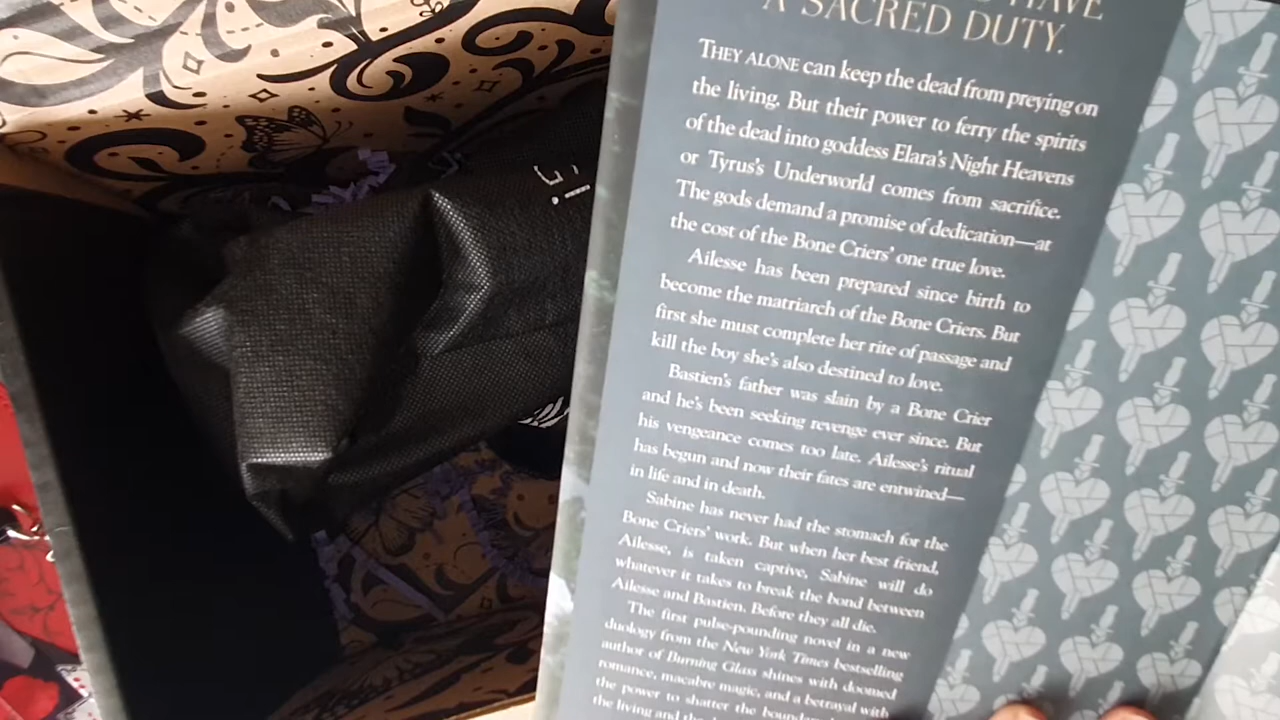 HAVE
A SACRED DUTY.
THEY ALONE can keep the dead from preying on
the living. But their power to ferry the spirits
of the dead into goddess Elara's Night Heavens
or Tyrus's Underworld comes from sacrifice.
The gods demand a promise of dedication—at
the cost of the Bone Criers' one true love.
Ailesse has been prepared since birth to
become the matriarch of the Bone Criers. But
first she must complete her rite of passage and
kill the boy she's also destined to love.
Bastien's father was slain by a Bone Crier
and he's been seeking revenge ever since. But
his vengeance comes too late. Ailesse's ritual
has begun and now their fates are entwined—
in life and in death.
Sabine has never had the stomach for the
Bone Criers' work. But when her best friend,
Ailesse, is taken captive, Sabine will do
whatever it takes to break the bond between
Ailesse and Bastien. Before they all die.
The first pulse-pounding novel in a new
duology from the New York Times bestselling
author of Burning Glass shines with doomed
romance, macabre magic, and a betrayal with
the power to shatter the
the living and the